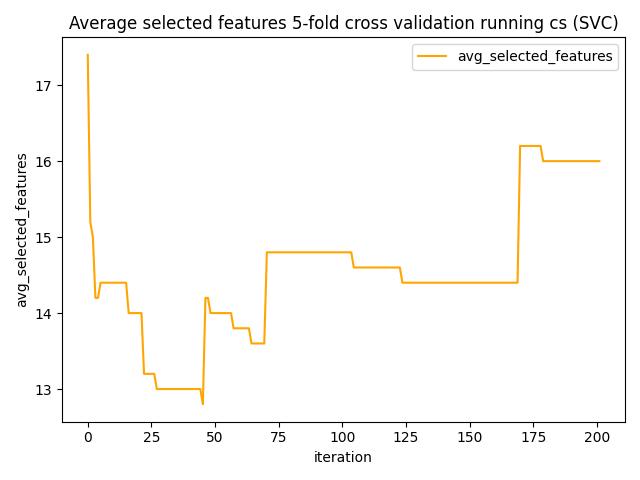 Average selected features 5-fold cross validation running cs (SVC)
avg_selected_features
17
16
15
14
13
avg_selected_features
0 25 50 75 100 125 150 175 200
iteration